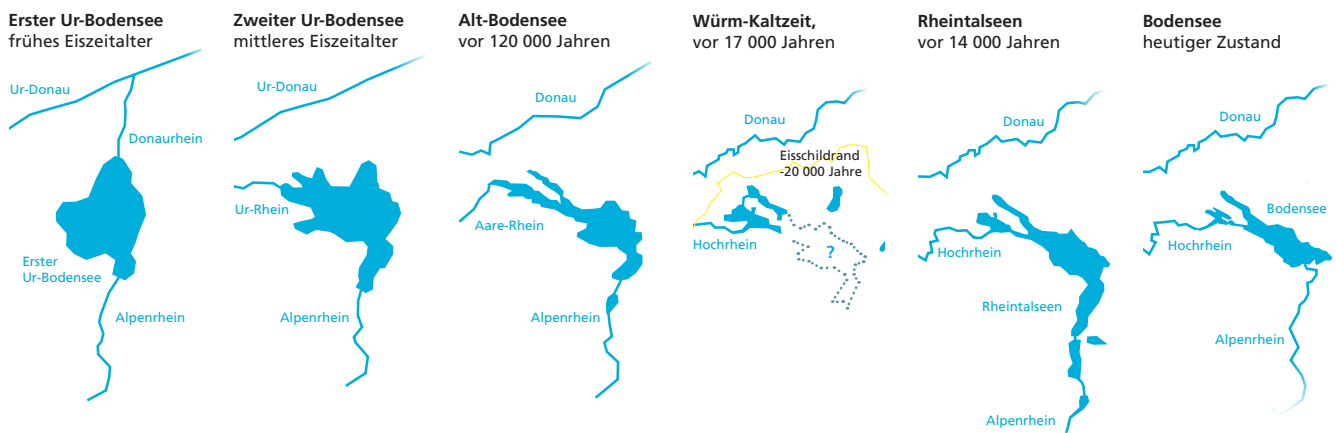 Erster Ur-Bodensee
frühes Eiszeitalter
Ur-Donau
Donaurhein
Erster
Ur-Bodensee
Alpenrhein
Zweiter Ur-Bodensee
mittleres Eiszeitalter
Ur-Donau
Ur-Rhein
Alpenrhein
Alt-Bodensee
vor 120 000 Jahren
Donau
Aare-Rhein
Alpenrhein
Würm-Kaltzeit,
vor 17 000 Jahren
Donau
Eisschildrand
-20 000 Jahre
Hochrhein
?
Rheintalseen
vor 14 000 Jahren
Donau
Hochrhein
Rheintalseen
Alpenrhein
Bodensee
heutiger Zustand
Donau
Bodensee
Hochrhein
Alpenrhein